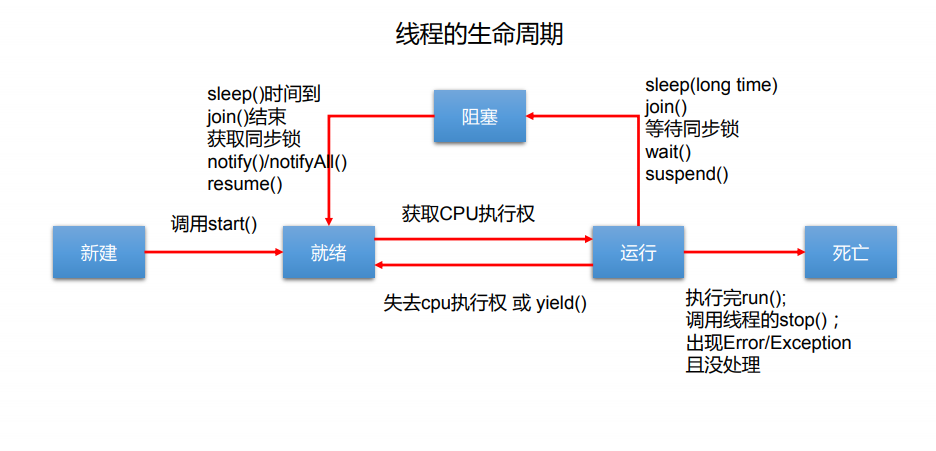 线程的生命周期
sleep()时间到
join()结束
获取同步锁
notify()/notifyAll()
resume()
阻塞
sleep(long time)
join()
等待同步锁
wait()
suspend()
调用start()
获取CPU执行权
新建
就绪
运行
死亡
失去cpu执行权 或 yield()
执行完run();
调用线程的stop()；
出现Error/Exception
且没处理